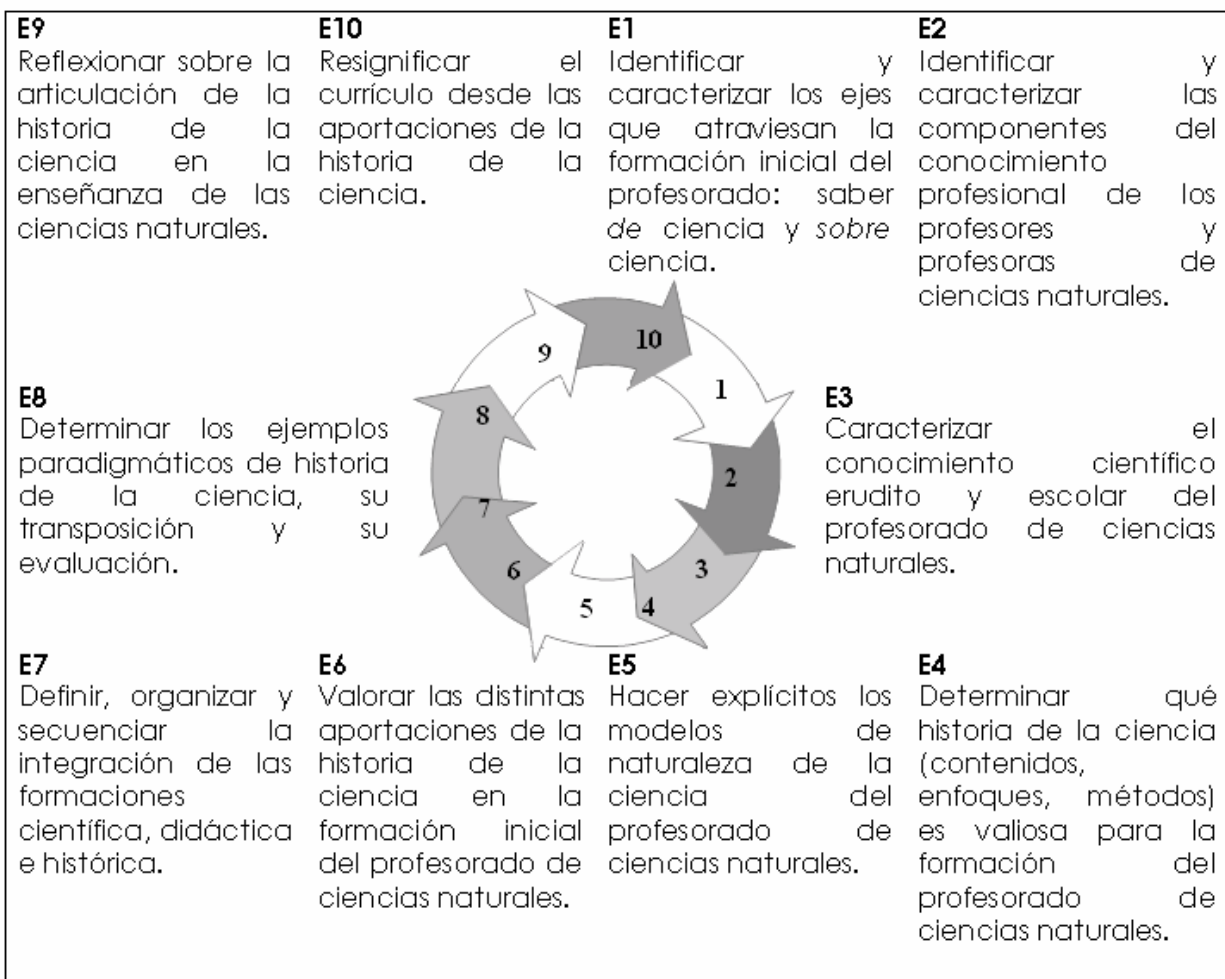 E9
Reflexionar sobre la
articulación de la
historia de la
ciencia en la
enseñanza de las
ciencias naturales.
E10
Resignificar el
currículo desde las
aportaciones de la
historia de la
ciencia.
E1
Identificar y
caracterizar los ejes
que atraviesan la
formación inicial del
profesorado: saber
de ciencia y sobre
ciencia.
E2
Identificar y
caracterizar las
componentes del
conocimiento
profesional de los
profesores y
profesoras de
ciencias naturales.
E8
Determinar los ejemplos
paradigmáticos de historia
de la ciencia, su
transposición y su
evaluación.
9
10
1
8
2
7
3
6
5
4
E3
Caracterizar el
conocimiento científico
erudito y escolar del
profesorado de ciencias
naturales.
E7
Definir, organizar y
secuenciar la
integración de las
formaciones
científica, didáctica
e histórica.
E6
Valorar las distintas
aportaciones de la
historia de la
ciencia en la
formación inicial
del profesorado de
ciencias naturales.
E5
Hacer explícitos los
modelos de
naturaleza de la
ciencia del
profesorado de
ciencias naturales.
E4
Determinar qué
historia de la ciencia
(contenidos,
enfoques, métodos)
es valiosa para la
formación del
profesorado de
ciencias naturales.